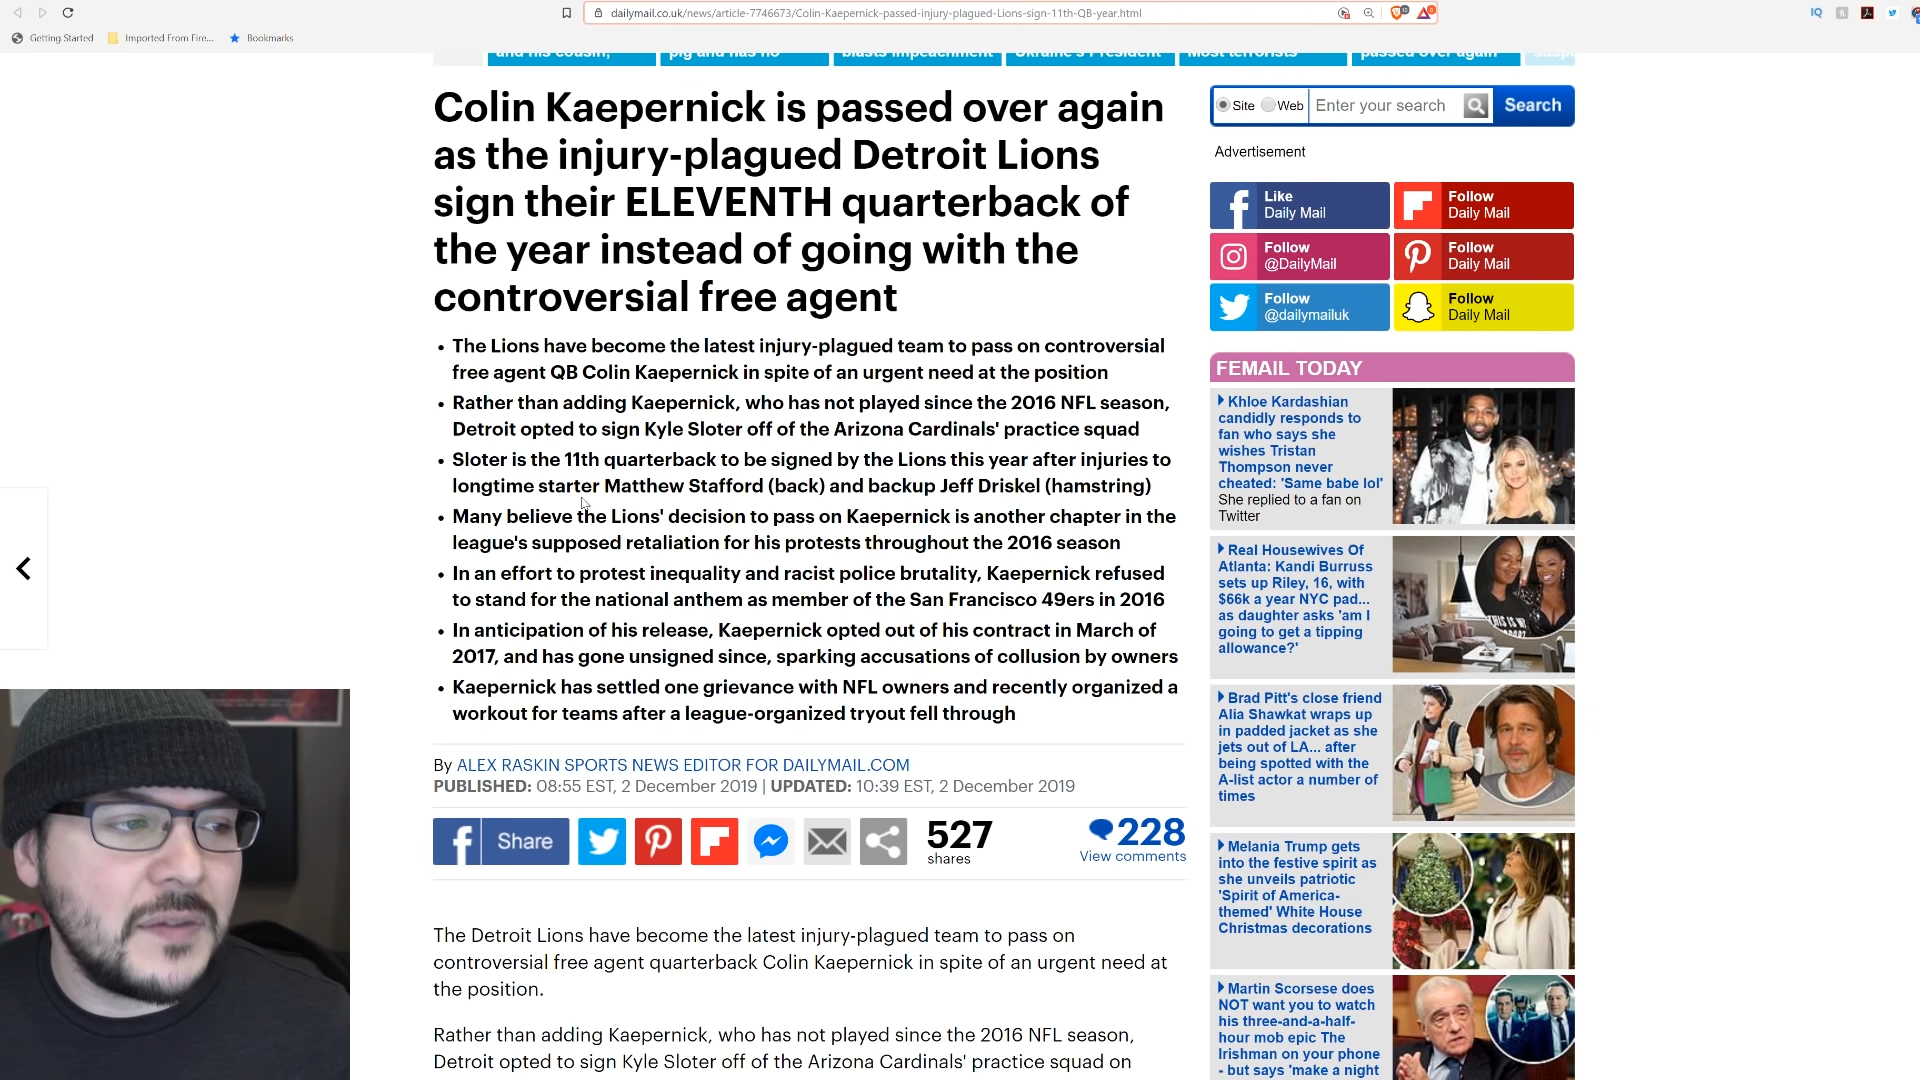 dailymail.co.uk/news/article-7746673/Colin-Kaepernick-passed-injury-plagued-Lions-sign-11th-QB-year.html
Getting Started
Imported From Fire...
Bookmarks
and his cousin,
pig and has no
blasts impeachment
Ukraine's President
Most terrorists
passed over again
Colin Kaepernick is passed over again
as the injury-plagued Detroit Lions
sign their ELEVENTH quarterback of
the year instead of going with the
controversial free agent
• The Lions have become the latest injury-plagued team to pass on controversial
free agent QB Colin Kaepernick in spite of an urgent need at the position
• Rather than adding Kaepernick, who has not played since the 2016 NFL season,
Detroit opted to sign Kyle Sloter off of the Arizona Cardinals' practice squad
• Sloter is the 11th quarterback to be signed by the Lions this year after injuries to
longtime starter Matthew Stafford (back) and backup Jeff Driskel (hamstring)
• Many believe the Lions' decision to pass on Kaepernick is another chapter in the
league's supposed retaliation for his protests throughout the 2016 season
• In an effort to protest inequality and racist police brutality, Kaepernick refused
to stand for the national anthem as member of the San Francisco 49ers in 2016
• In anticipation of his release, Kaepernick opted out of his contract in March of
2017, and has gone unsigned since, sparking accusations of collusion by owners
• Kaepernick has settled one grievance with NFL owners and recently organized a
workout for teams after a league-organized tryout fell through
By ALEX RASKIN SPORTS NEWS EDITOR FOR DAILYMAIL.COM
PUBLISHED: 08:55 EST, 2 December 2019 | UPDATED: 10:39 EST, 2 December 2019
Share
527
shares
228
View comments
The Detroit Lions have become the latest injury-plagued team to pass on
controversial free agent quarterback Colin Kaepernick in spite of an urgent need at
the position.
Rather than adding Kaepernick, who has not played since the 2016 NFL season,
Detroit opted to sign Kyle Sloter off of the Arizona Cardinals' practice squad on
Site
Web
Enter your search
Search
Advertisement
Like
Daily Mail
Follow
Daily Mail
Follow
@DailyMail
Follow
Daily Mail
Follow
@dailymailuk
Follow
Daily Mail
FEMAIL TODAY
Khloe Kardashian
candidly responds to
fan who says she
wishes Tristan
Thompson never
cheated: 'Same babe lol'
She replied to a fan on
Twitter
Real Housewives Of
Atlanta: Kandi Burruss
sets up Riley, 16, with
$66k a year NYC pad...
as daughter asks 'am I
going to get a tipping
allowance?'
Brad Pitt's close friend
Alia Shawkat wraps up
in padded jacket as she
jets out of LA... after
being spotted with the
A-list actor a number of
times
Melania Trump gets
into the festive spirit as
she unveils patriotic
'Spirit of America-
themed' White House
Christmas decorations
Martin Scorsese does
NOT want you to watch
his three-and-a-half-
hour mob epic The
Irishman on your phone
- but says 'make a night